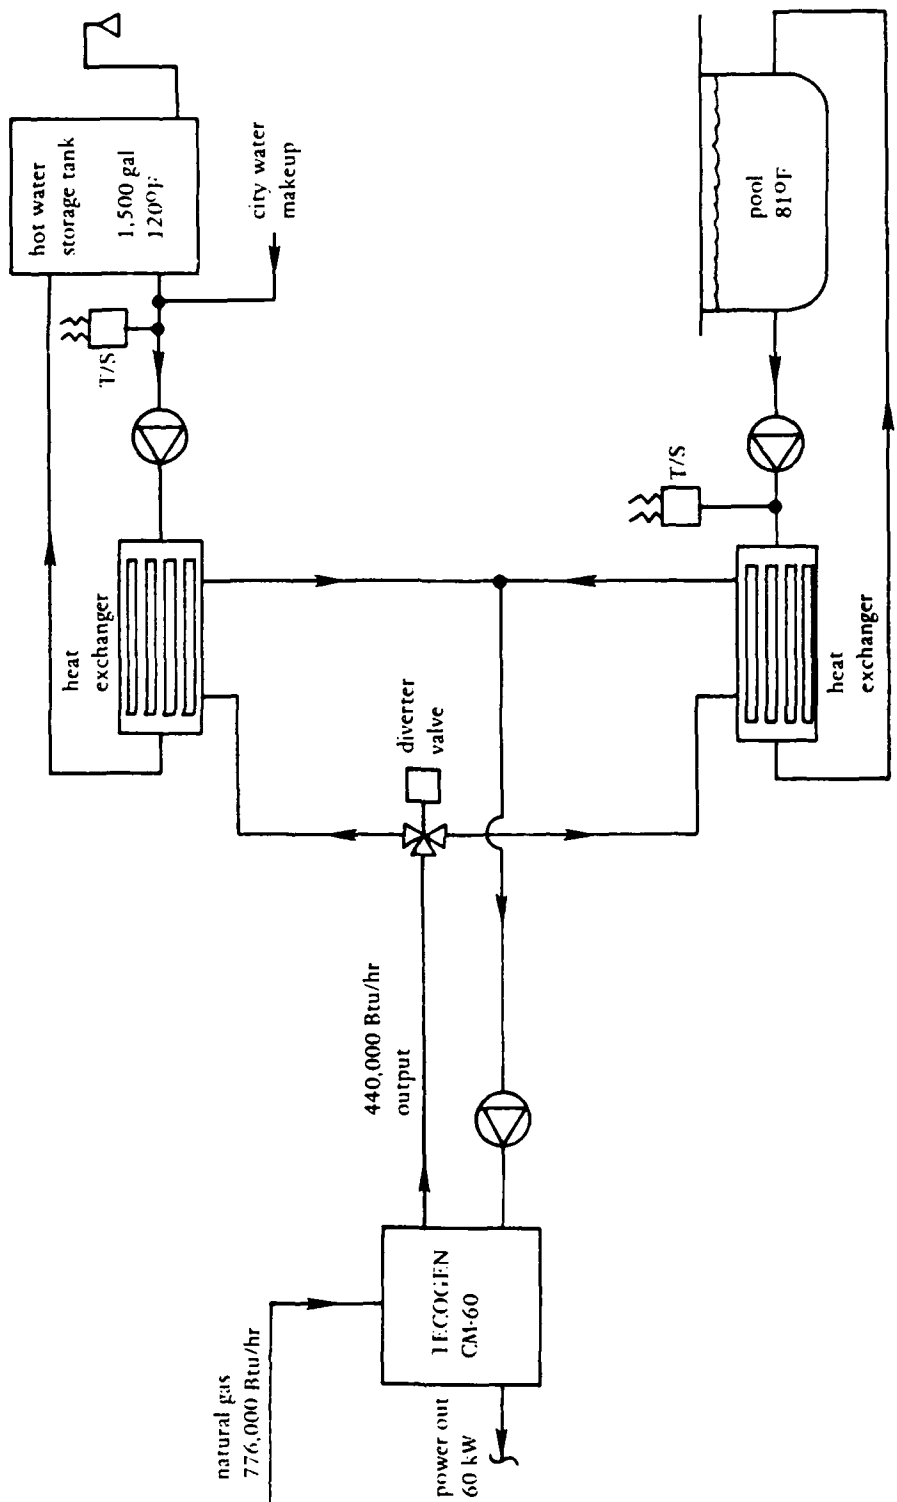 natural gas
776,000 Btu/hr
power out
60 kW
TECOGEN
CM-60
440,000 Btu/hr
output
diverter
valve
heat
exchanger
T/S
hot water
storage tank
1,500 gal
120°F
city water
makeup
heat
exchanger
T/S
pool
81°F